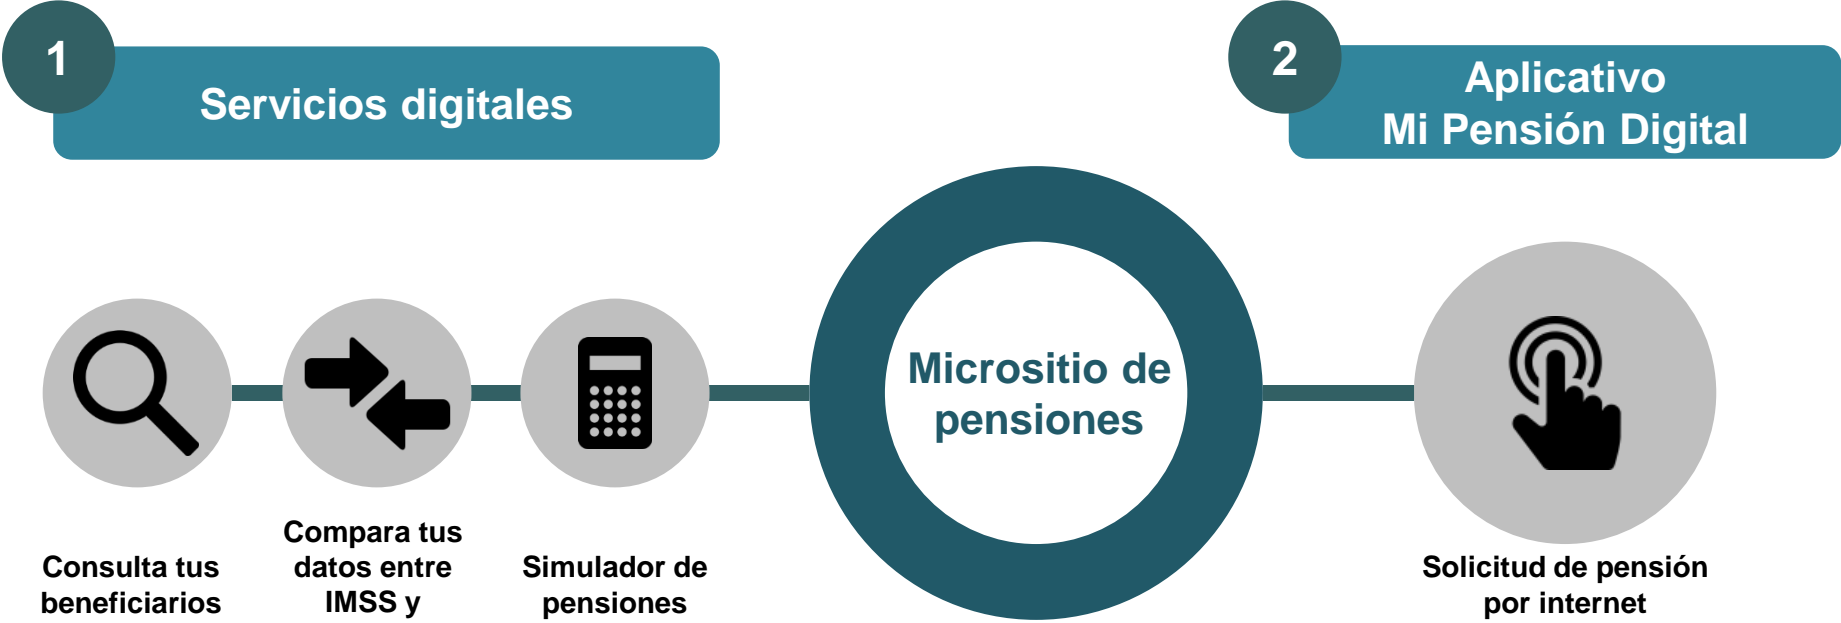 1
Servicios digitales
2
Aplicativo
Mi Pensión Digital
Micrositio de
pensiones
Consulta tus
beneficiarios
Compara tus
datos entre
IMSS y
Simulador de
pensiones
Solicitud de pensión
por internet